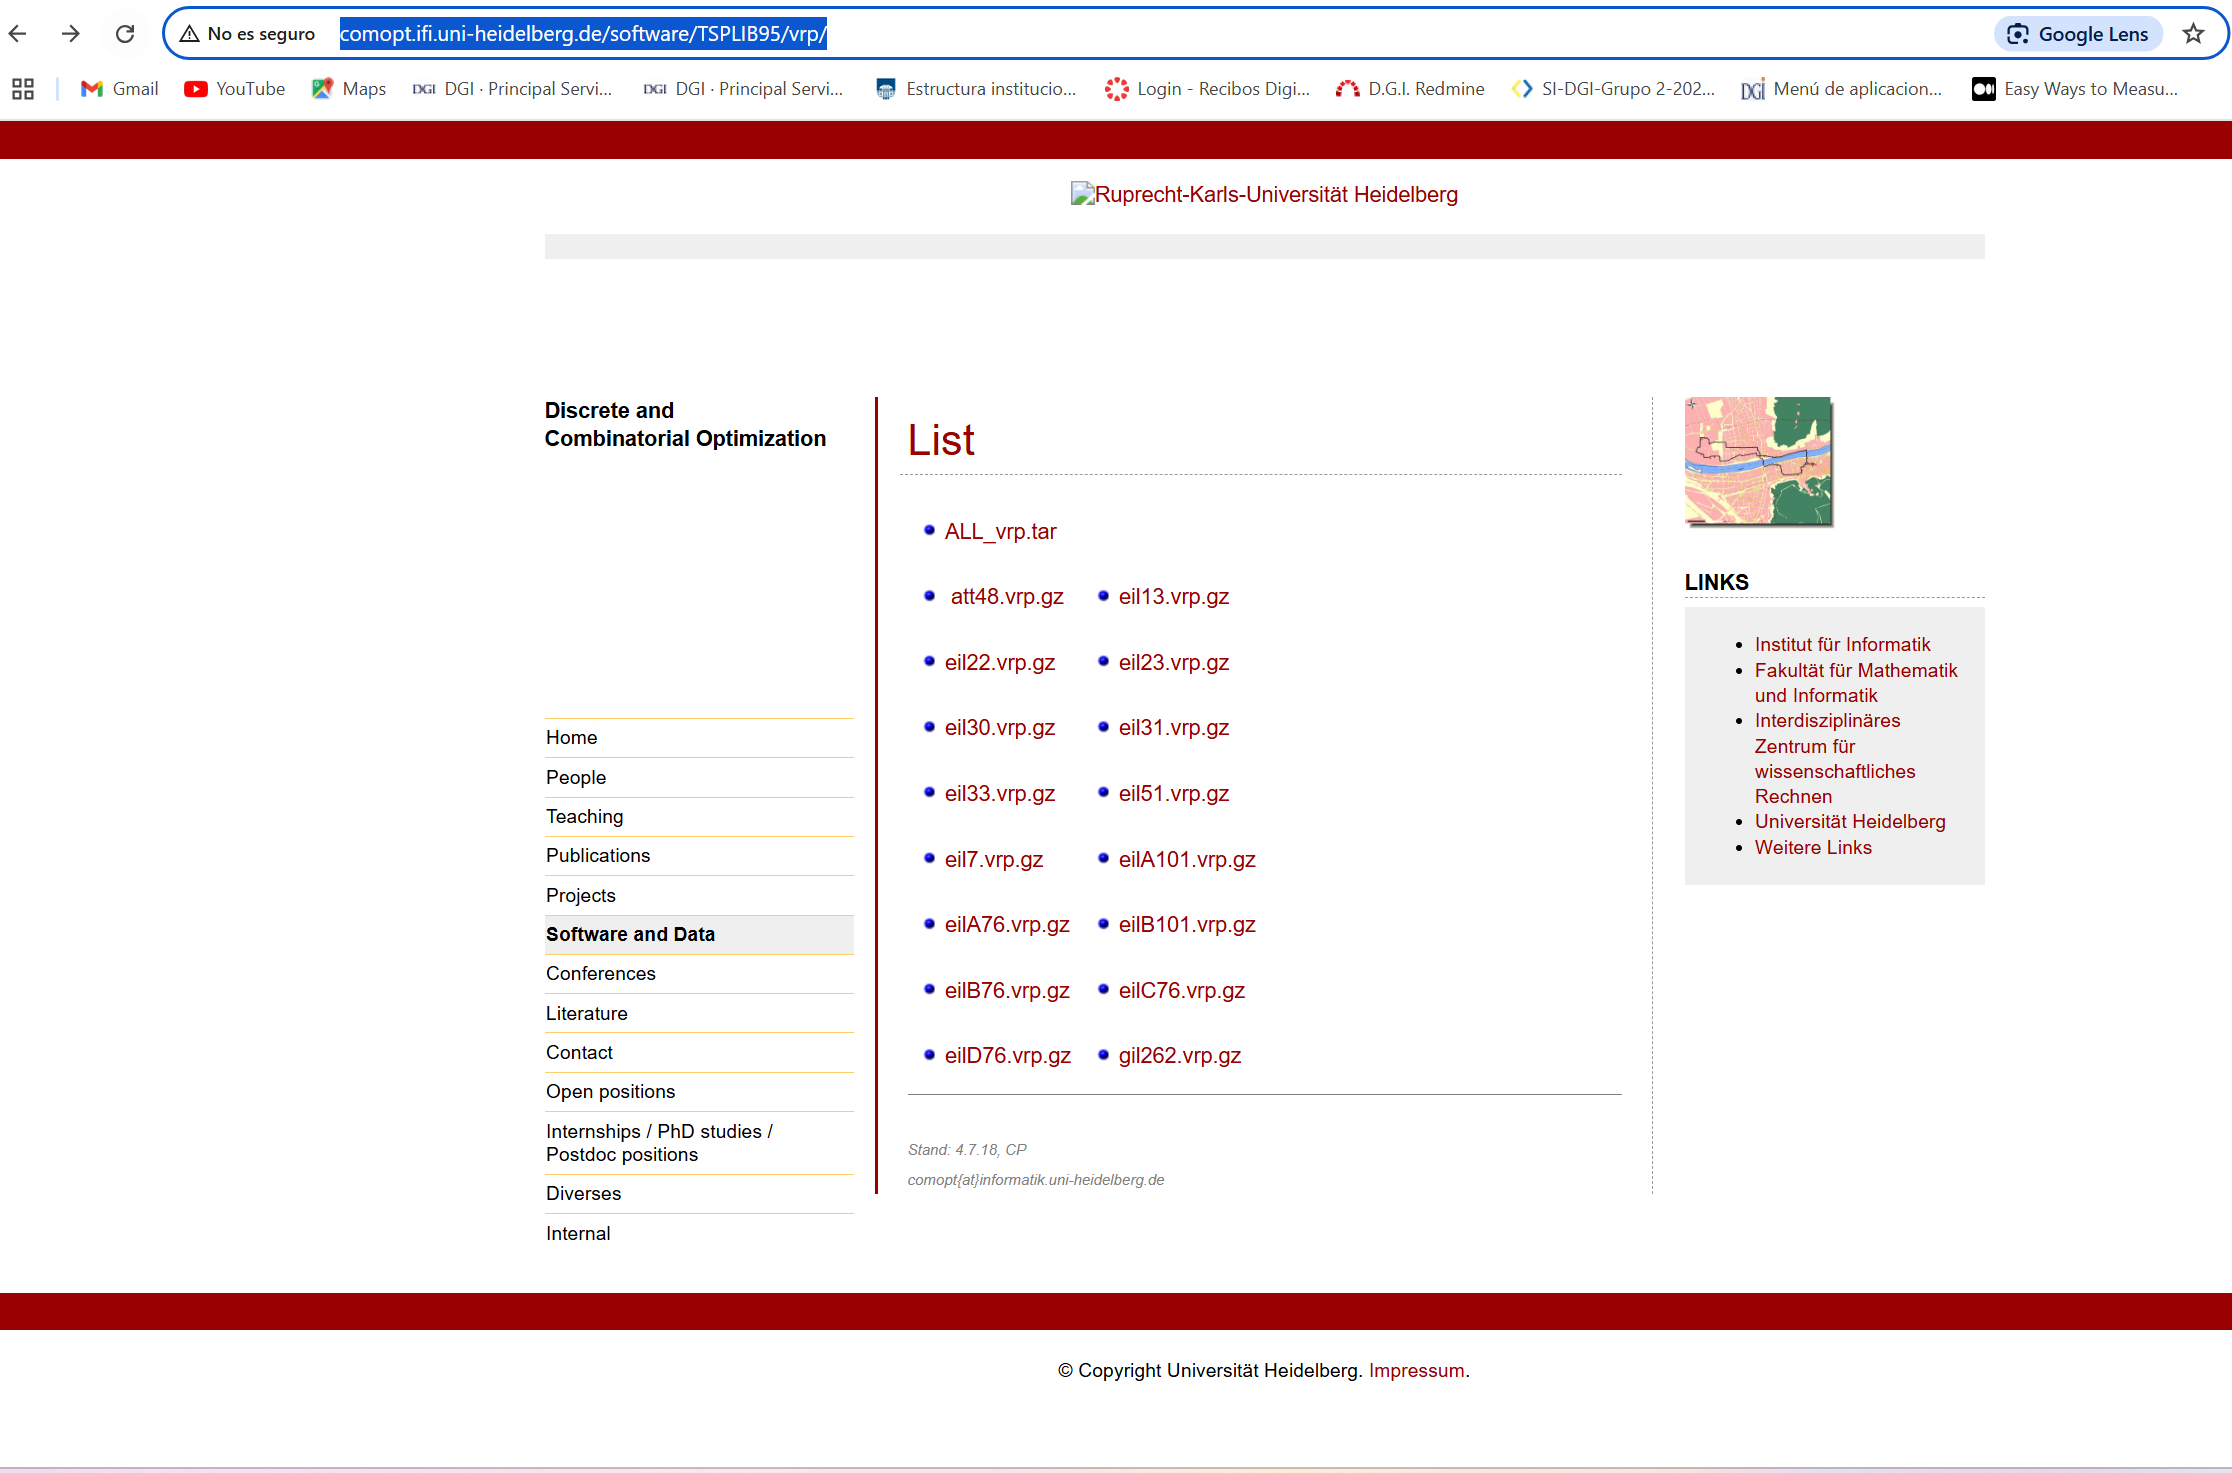 No es seguro comopt.ifi.uni-heidelberg.de/software/TSPLIB95/vrp/ Google Lens
Gmail YouTube Maps DGI DGI · Principal Servi... DGI DGI · Principal Servi... Estructura institucio... Login - Recibos Digi... D.G.I. Redmine SI-DGI-Grupo 2-202... DGI Menú de aplicacion... Easy Ways to Measu...
Ruprecht-Karls-Universität Heidelberg
Discrete and
Combinatorial Optimization
Home
People
Teaching
Publications
Projects
Software and Data
Conferences
Literature
Contact
Open positions
Internships / PhD studies /
Postdoc positions
Diverses
Internal
List
ALL_vrp.tar
att48.vrp.gz eil13.vrp.gz
eil22.vrp.gz eil23.vrp.gz
eil30.vrp.gz eil31.vrp.gz
eil33.vrp.gz eil51.vrp.gz
eil7.vrp.gz eilA101.vrp.gz
eilA76.vrp.gz eilB101.vrp.gz
eilB76.vrp.gz eilC76.vrp.gz
eilD76.vrp.gz gil262.vrp.gz
Stand: 4.7.18, CP
comopt{at}informatik.uni-heidelberg.de
LINKS
Institut für Informatik
Fakultät für Mathematik
und Informatik
Interdisziplinäres
Zentrum für
wissenschaftliches
Rechnen
Universität Heidelberg
Weitere Links
© Copyright Universität Heidelberg. Impressum.